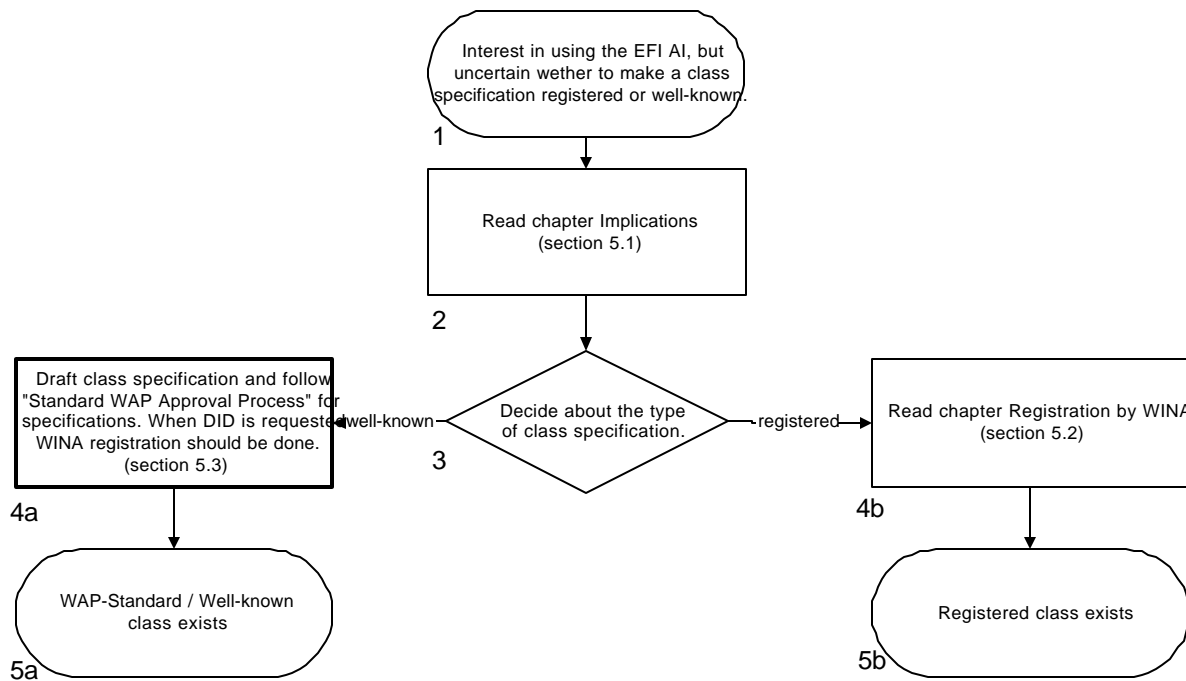 Interest in using the EFI AI, but
uncertain wether to make a class
specification registered or well-known.
1
Read chapter Implications
(section 5.1)
2
Decide about the type
of class specification.
3
well-known
registered
Draft class specification and follow
"Standard WAP Approval Process" for
specifications. When DID is requested
WINA registration should be done.
(section 5.3)
4a
Read chapter Registration by WINA
(section 5.2)
4b
WAP-Standard / Well-known
class exists
5a
Registered class exists
5b